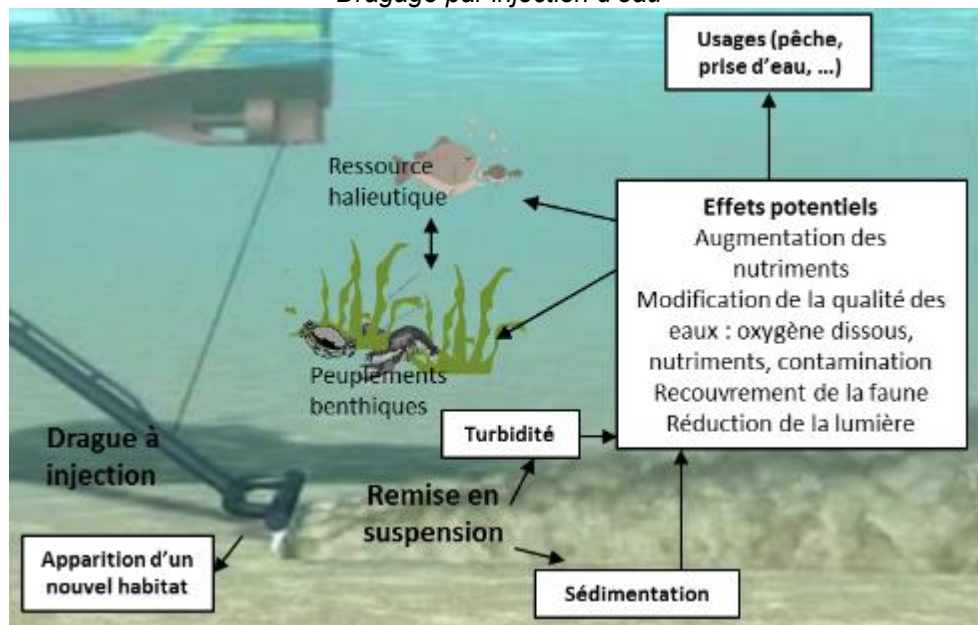 Dragage par injection d'eau
Usages (pêche,
prise d'eau, ...)
Ressource
halieutique
Effets potentiels
Augmentation des
nutriments
Modification de la qualité des
eaux : oxygène dissous,
nutriments, contamination
Recouvrement de la faune
Réduction de la lumière
Peuplements
benthiques
Turbidité
Drague à
injection
Remise en
suspension
Apparition d'un
nouvel habitat
Sédimentation